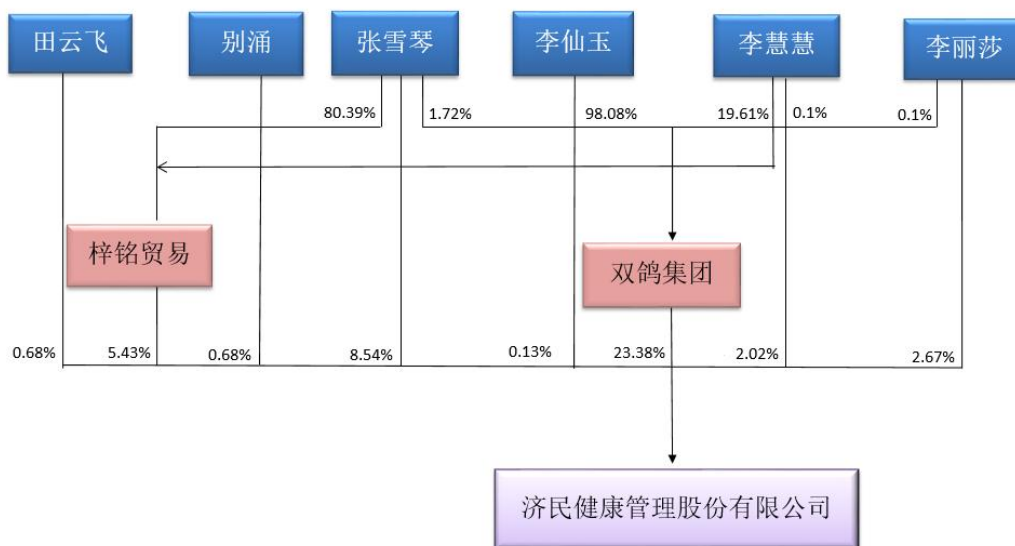 田云飞
别涌
张雪琴
李仙玉
李慧慧
李丽莎
80.39%
1.72%
98.08%
19.61%
0.1%
0.1%
梓铭贸易
双鸽集团
0.68%
5.43%
0.68%
8.54%
0.13%
23.38%
2.02%
2.67%
济民健康管理股份有限公司